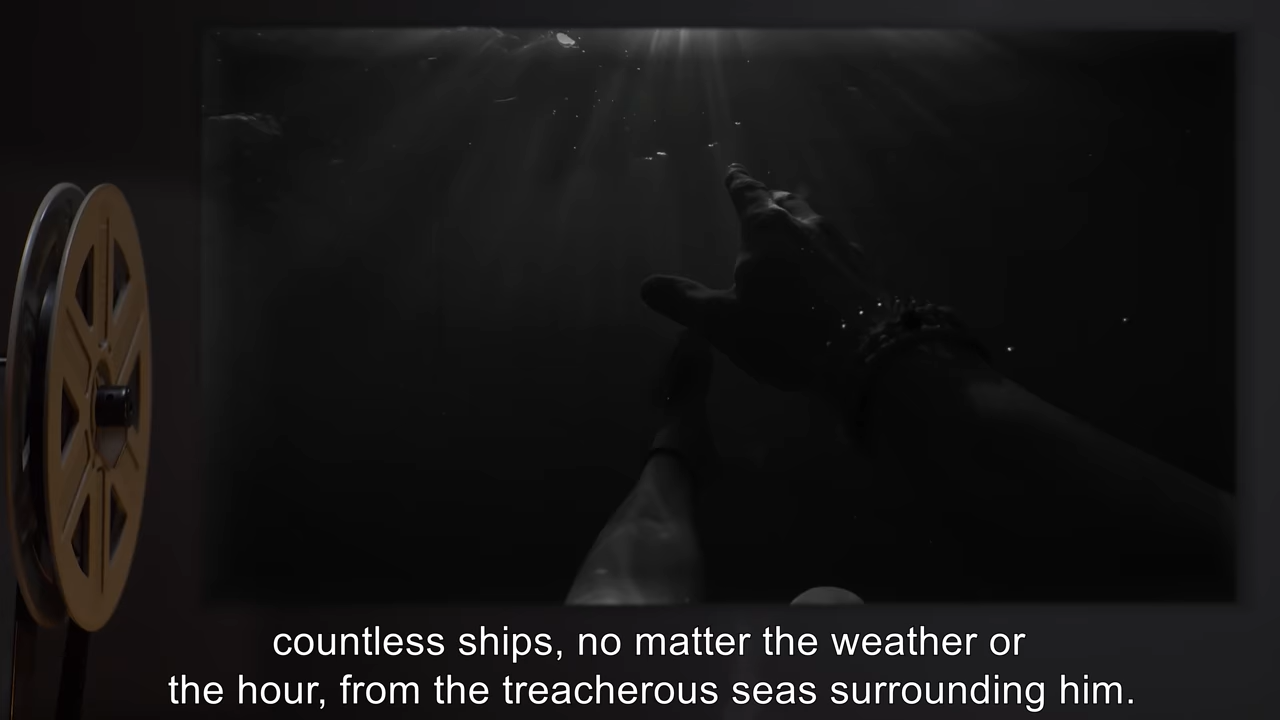 countless ships, no matter the weather or
the hour, from the treacherous seas surrounding him.